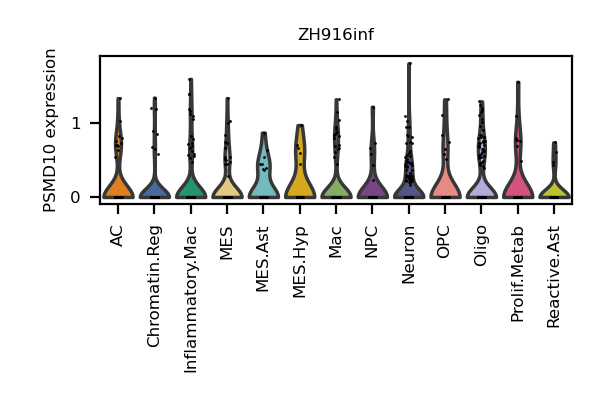 ZH916inf
PSMD10 expression
1
0
AC
Chromatin.Reg
Inflammatory.Mac
MES
MES.Ast
MES.Hyp
Mac
NPC
Neuron
OPC
Oligo
Prolif.Metab
Reactive.Ast